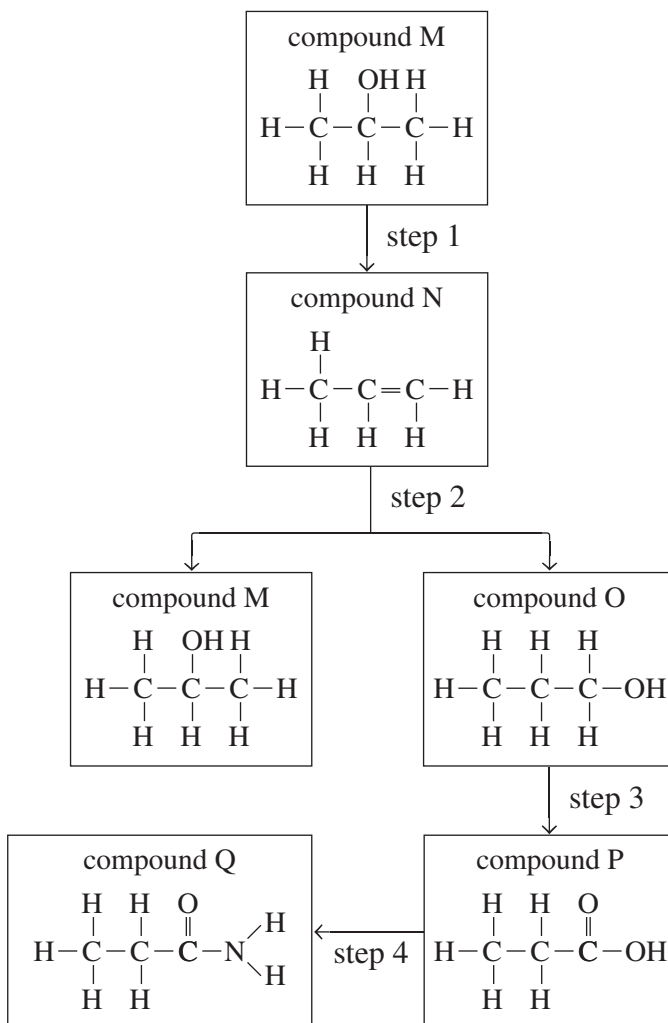 compound M
H OH H
H C C C H
H H H
step 1
compound N
H
H C C = C H
H H H
step 2
compound M
H OH H
H C C C H
H H H
compound O
H H H
H C C C OH
H H H
step 3
compound Q
H H O
H C C C N H
H
H H
step 4
compound P
H H O
H C C C OH
H H